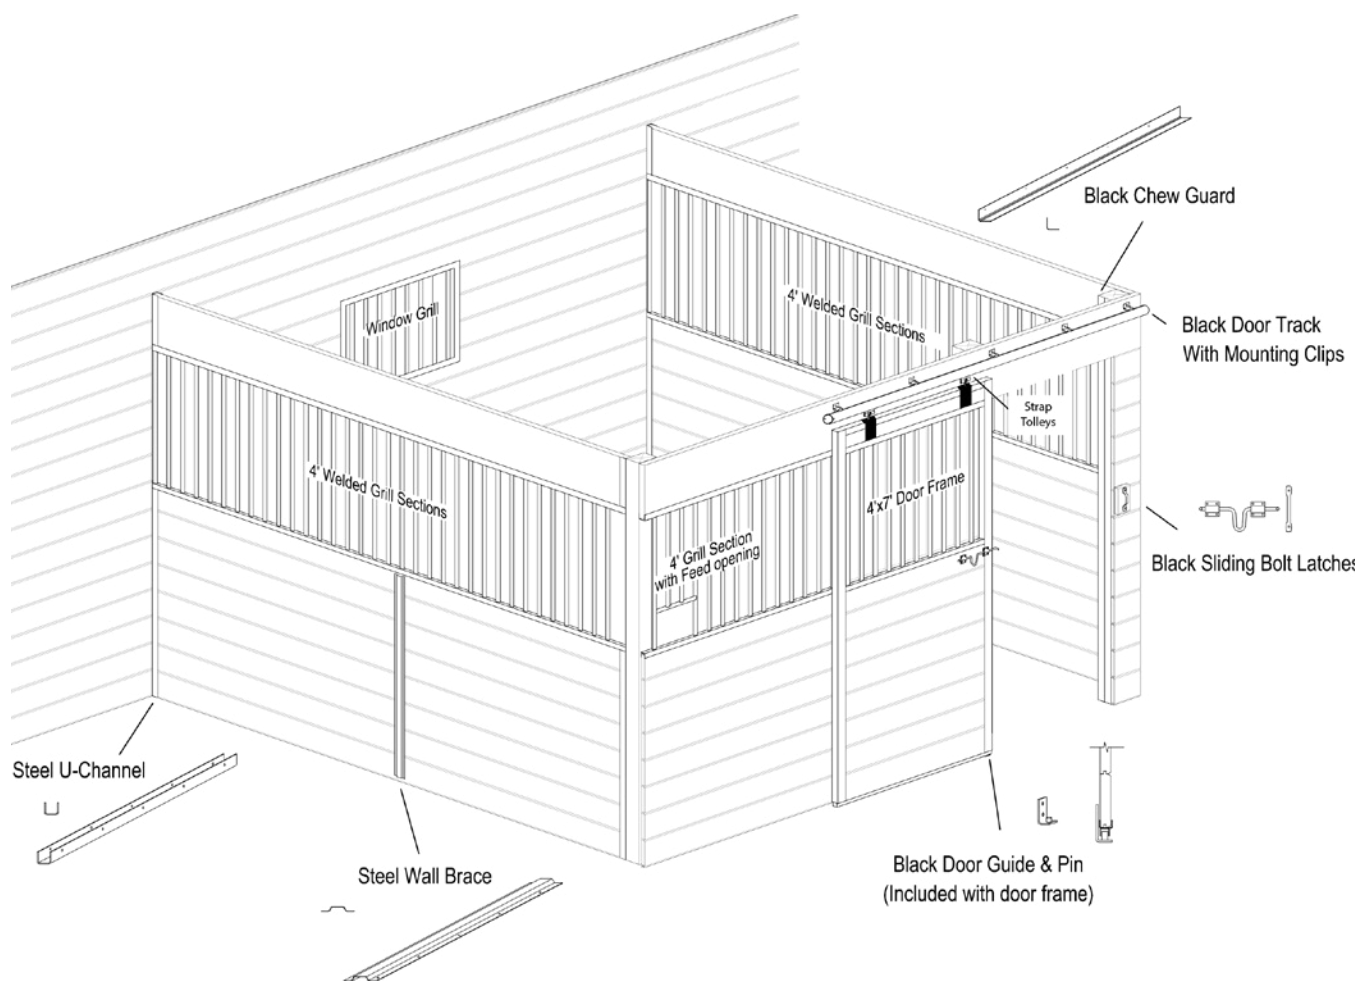 Black Chew Guard
4' Welded Grill Sections
Window Grill
Black Door Track
With Mounting Clips
Strap
Tolleys
4' Welded Grill Sections
4'x7' Door Frame
4' Grill Section
with Feed opening
Black Sliding Bolt Latches
Steel U-Channel
Steel Wall Brace
Black Door Guide & Pin
(Included with door frame)